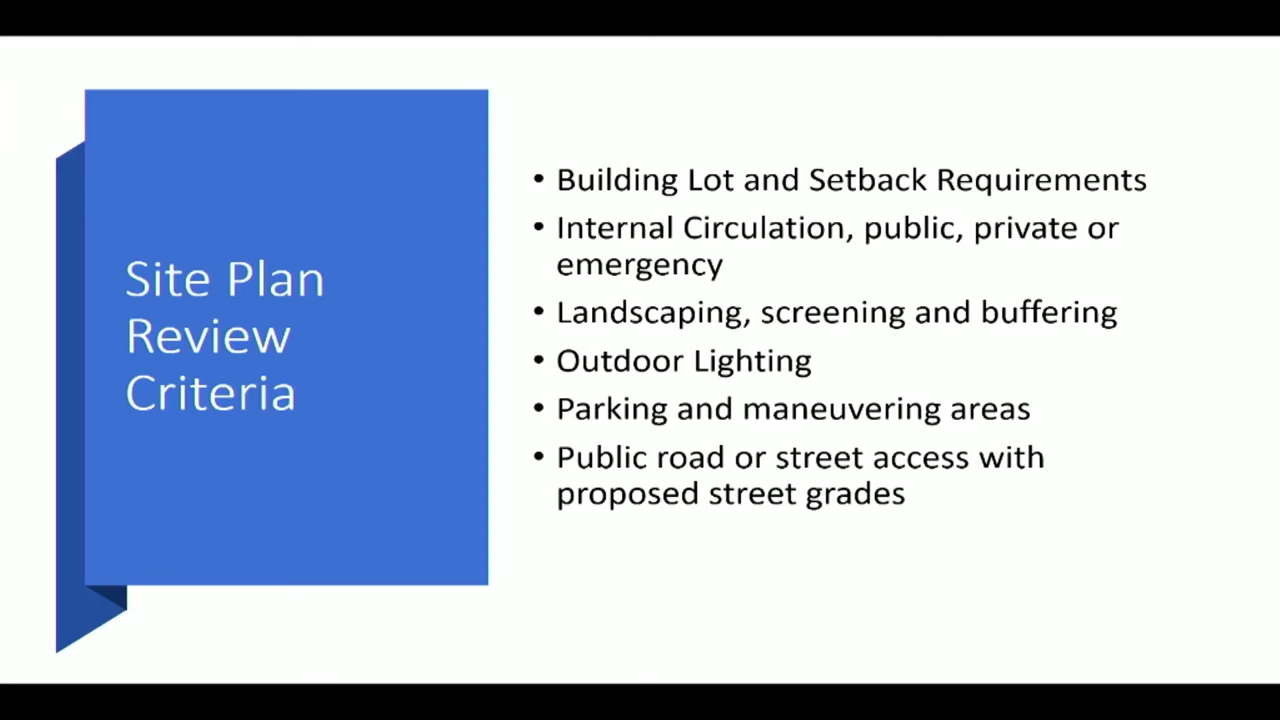 Site Plan
Review
Criteria
• Building Lot and Setback Requirements
• Internal Circulation, public, private or
emergency
• Landscaping, screening and buffering
• Outdoor Lighting
• Parking and maneuvering areas
• Public road or street access with
proposed street grades